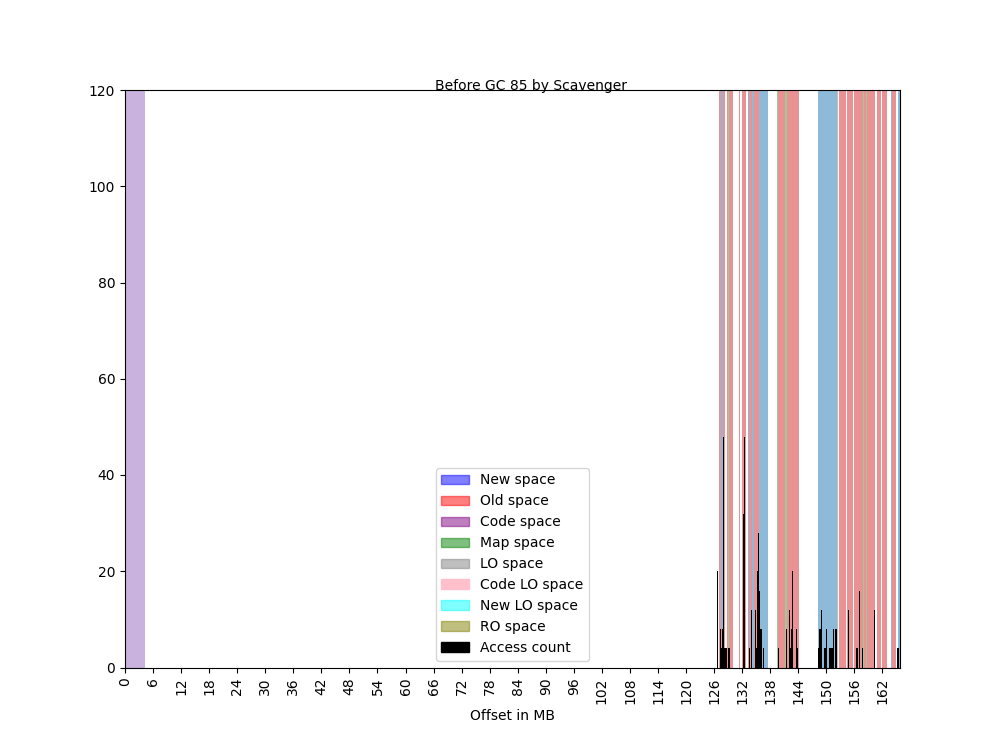 Before GC 85 by Scavenger
120
100
80
60
40
20
0
New space
Old space
Code space
Map space
LO space
Code LO space
New LO space
RO space
Access count
0 6 12 18 24 30 36 42 48 54 60 66 72 78 84 90 96 102 108 114 120 126 132 138 144 150 156 162
Offset in MB